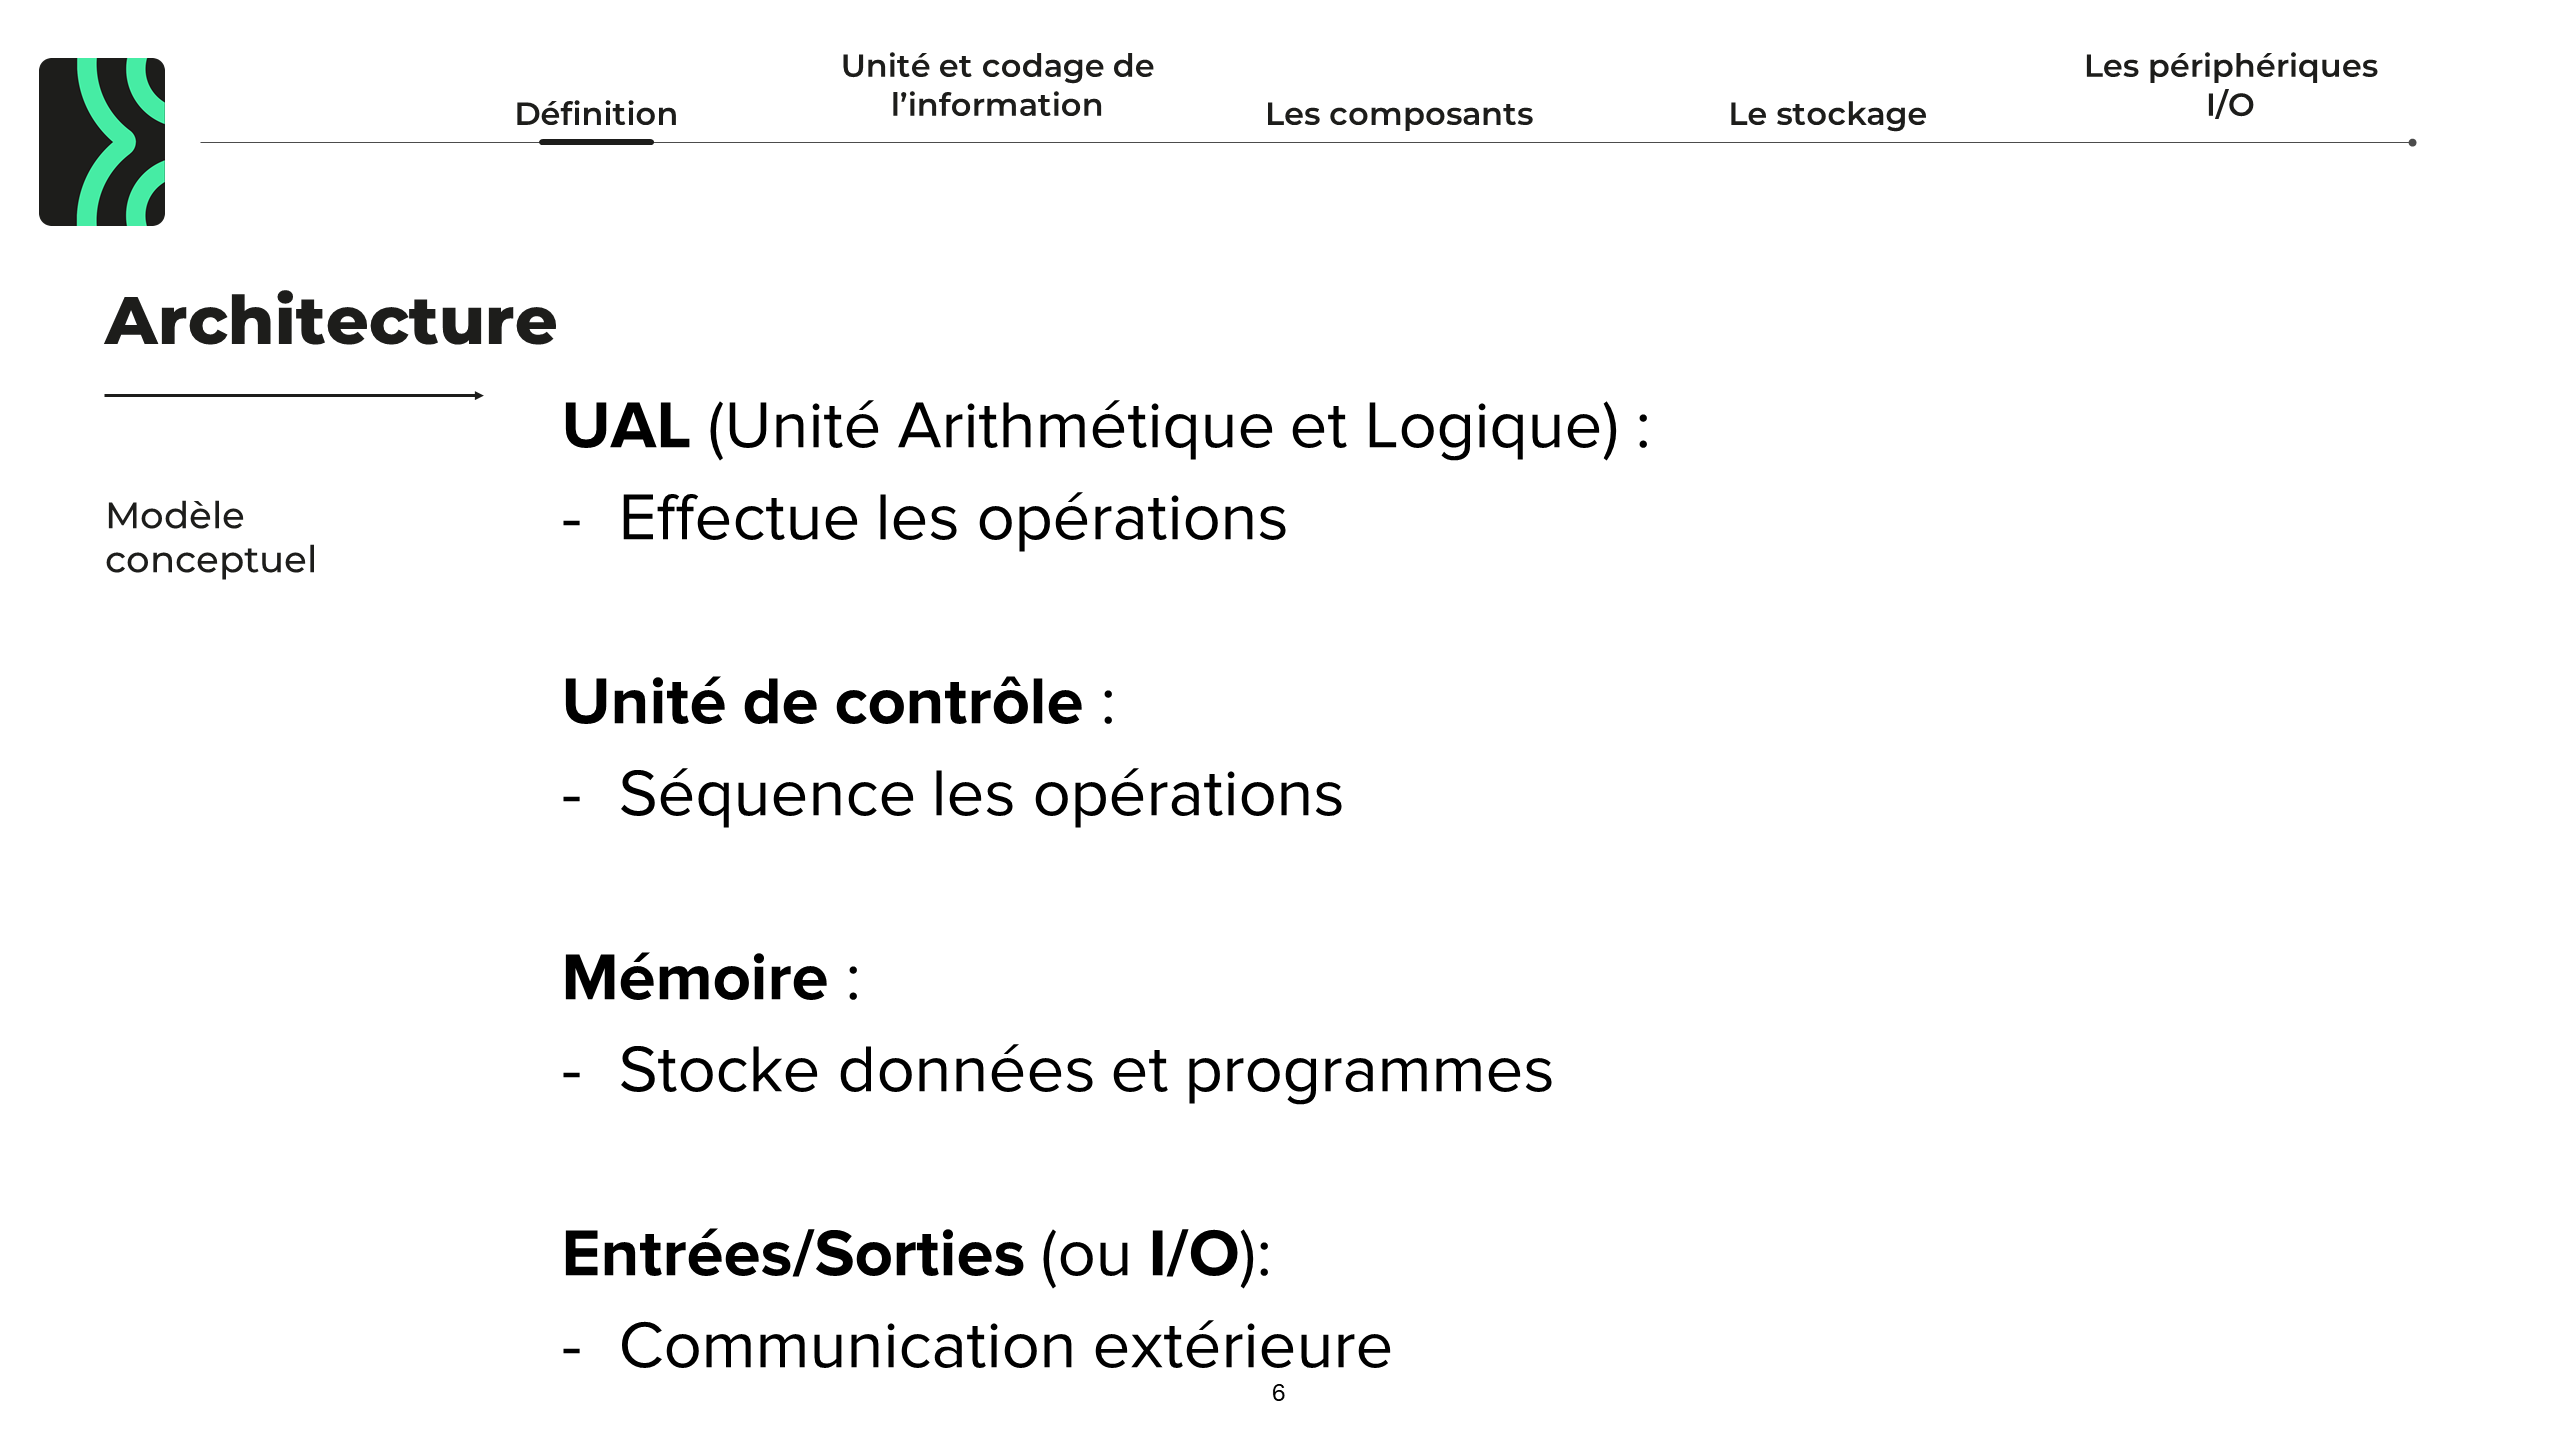 Définition
Unité et codage de
l’information
Les composants
Le stockage
Les périphériques
I/O
Architecture
Modèle
conceptuel
UAL (Unité Arithmétique et Logique) :
- Effectue les opérations
Unité de contrôle :
- Séquence les opérations
Mémoire :
- Stocke données et programmes
Entrées/Sorties (ou I/O):
- Communication extérieure
6